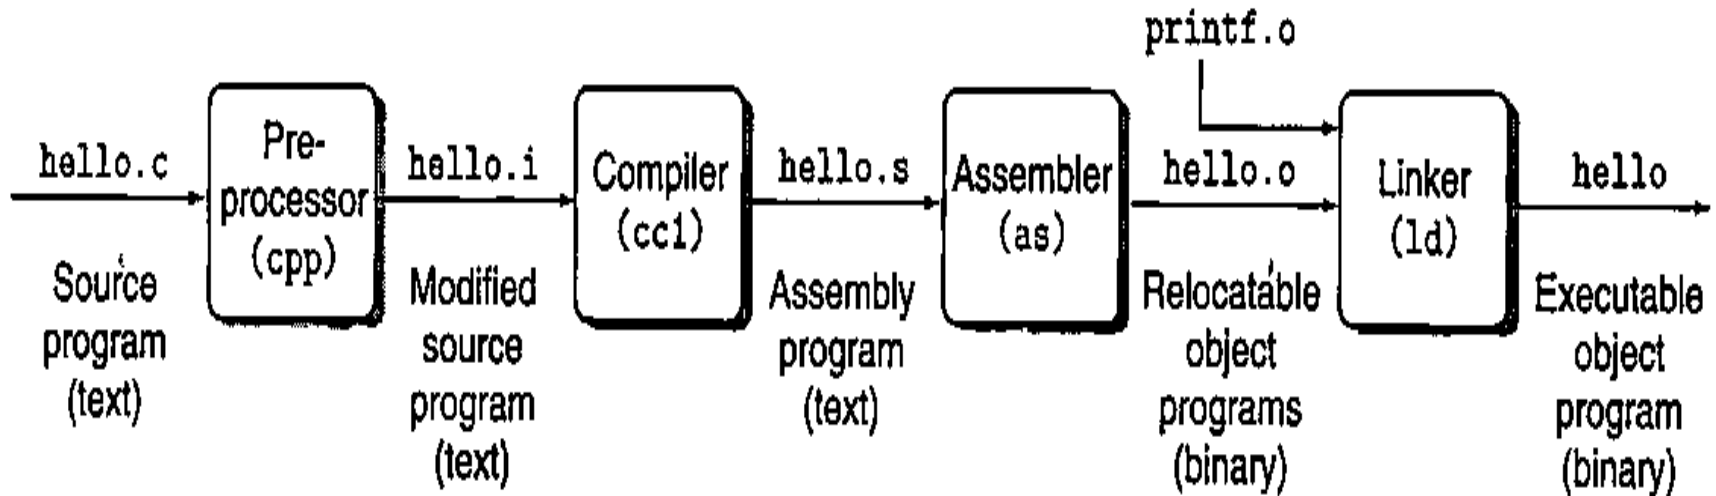 printf.o
hello.c
Pre-
processor
(cpp)
hello.i
Compiler
(cc1)
hello.s
Assembler
(as)
hello.o
Linker
(ld)
hello
Source
program
(text)
Modified
source
program
(text)
Assembly
program
(text)
Relocatable
object
programs
(binary)
Executable
object
program
(binary)